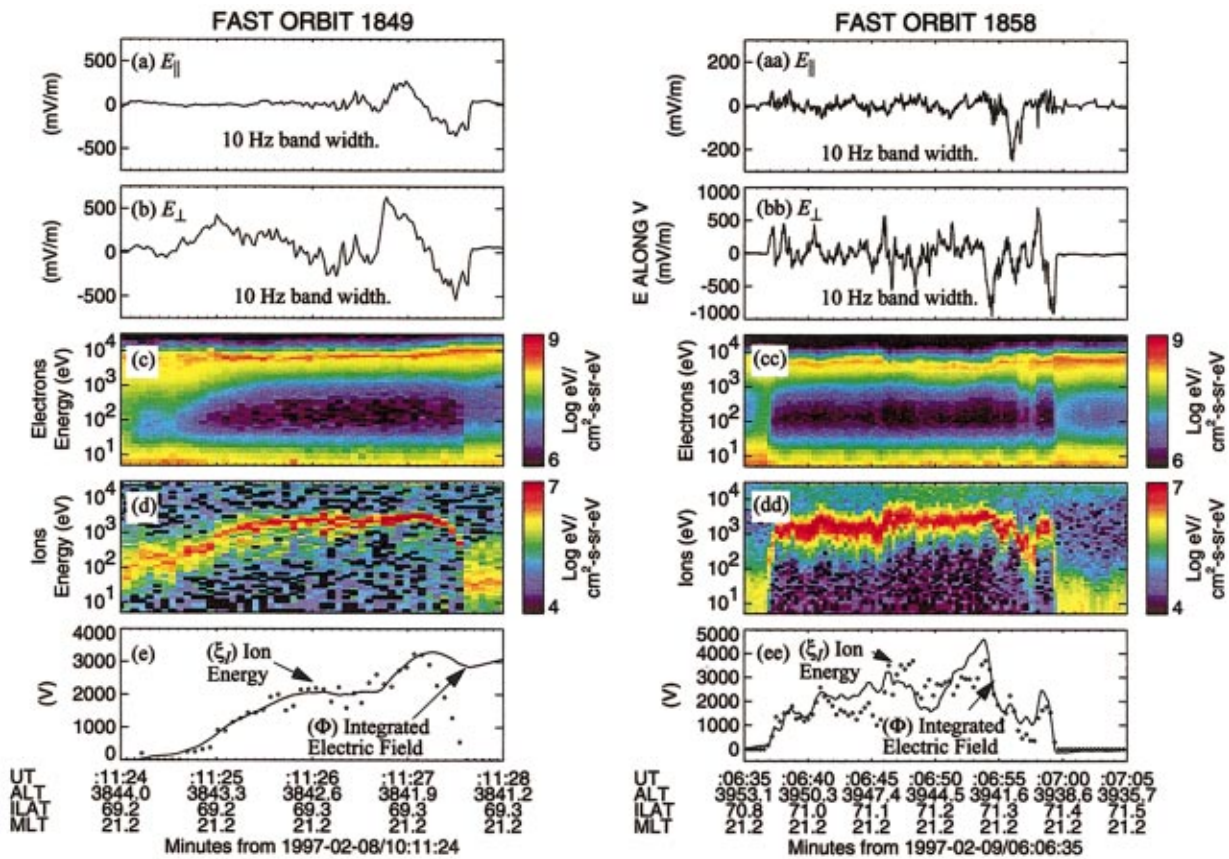 FAST ORBIT 1849
500
0
-500
(mV/m)
(a) E||
10 Hz band width.
500
0
-500
(mV/m)
(b) E⊥
10 Hz band width.
10⁴
10³
10²
10¹
Electrons
Energy (eV)
(c)
9
6
Log eV/
cm²-s-sr-eV
10⁴
10³
10²
10¹
Ions
Energy (eV)
(d)
7
4
Log eV/
cm²-s-sr-eV
4000
3000
2000
1000
0
(V)
(e)
(ξI) Ion
Energy
(Φ) Integrated
Electric Field
UT :11:24 :11:25 :11:26 :11:27 :11:28
ALT 3844.0 3843.3 3842.6 3841.9 3841.2
ILAT 69.2 69.2 69.3 69.3 69.3
MLT 21.2 21.2 21.2 21.2 21.2
Minutes from 1997-02-08/10:11:24
FAST ORBIT 1858
200
0
-200
(mV/m)
(aa) E||
10 Hz band width.
1000
500
0
-500
-1000
E ALONG V
(mV/m)
(bb) E⊥
10 Hz band width.
10⁴
10³
10²
10¹
Electrons (eV)
(cc)
9
6
Log eV/
cm²-s-sr-eV
10⁴
10³
10²
10¹
Ions (eV)
(dd)
7
4
Log eV/
cm²-s-sr-eV
5000
4000
3000
2000
1000
0
(V)
(ee)
(ξI) Ion
Energy
(Φ) Integrated
Electric Field
UT :06:35 :06:40 :06:45 :06:50 :06:55 :07:00 :07:05
ALT 3953.1 3950.3 3947.4 3944.5 3941.6 3938.6 3935.7
ILAT 70.8 71.0 71.1 71.2 71.3 71.4 71.5
MLT 21.2 21.2 21.2 21.2 21.2 21.2 21.2
Minutes from 1997-02-09/06:06:35